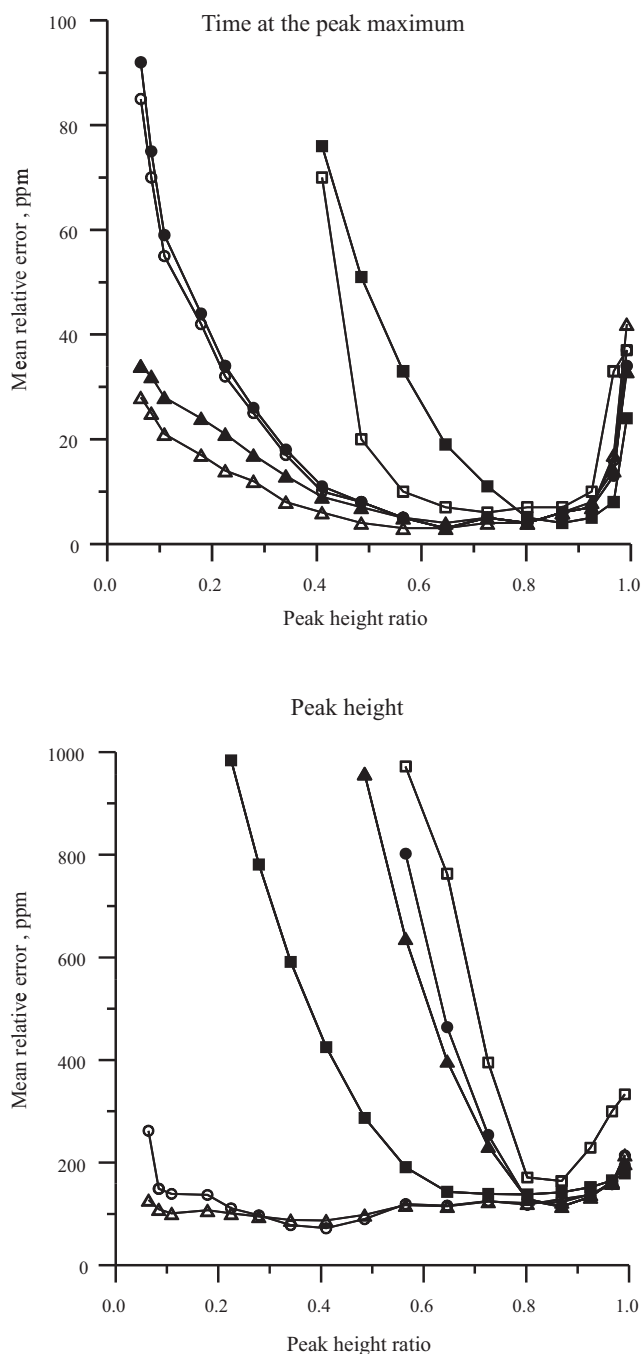 Time at the peak maximum
100
80
60
40
20
0
Mean relative error , ppm
0.0 0.2 0.4 0.6 0.8 1.0
Peak height ratio
Peak height
1000
800
600
400
200
0
Mean relative error , ppm
0.0 0.2 0.4 0.6 0.8 1.0
Peak height ratio